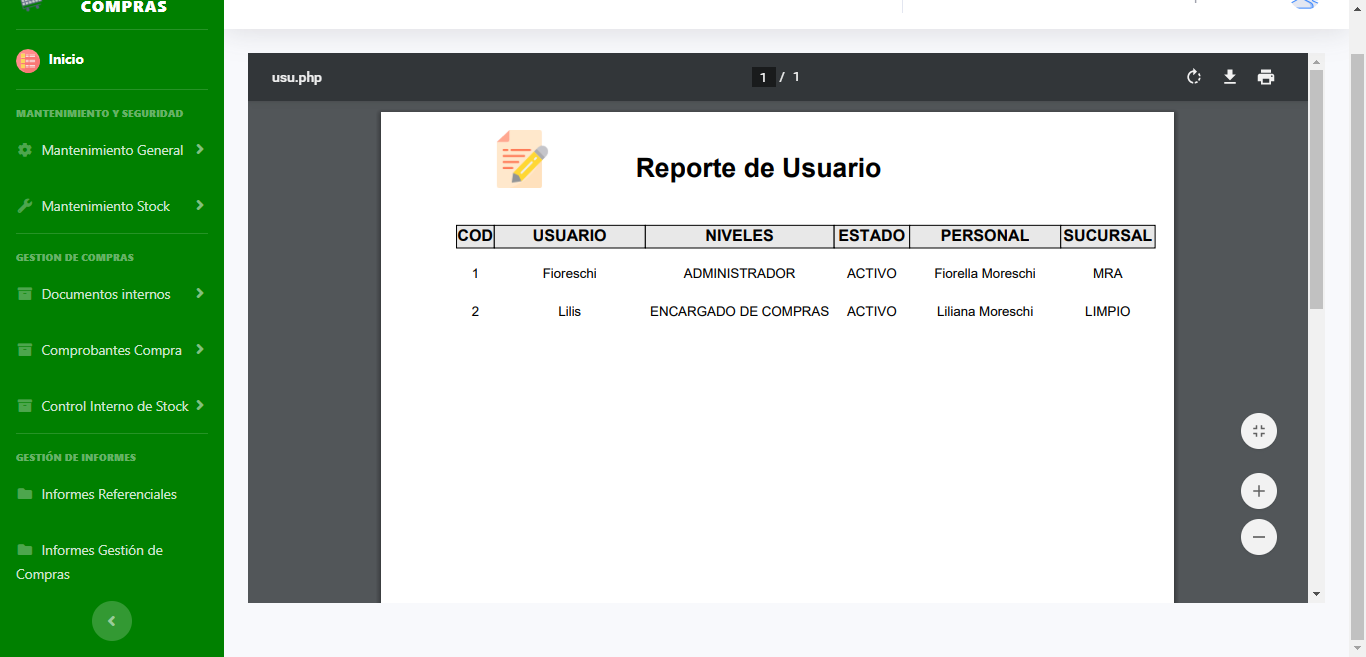 COMPRAS
Inicio
MANTENIMIENTO Y SEGURIDAD
Mantenimiento General
Mantenimiento Stock
GESTION DE COMPRAS
Documentos internos
Comprobantes Compra
Control Interno de Stock
GESTIÓN DE INFORMES
Informes Referenciales
Informes Gestión de
Compras
usu.php 1 / 1
Reporte de Usuario
COD USUARIO NIVELES ESTADO PERSONAL SUCURSAL
1 Fioreschi ADMINISTRADOR ACTIVO Fiorella Moreschi MRA
2 Lilis ENCARGADO DE COMPRAS ACTIVO Liliana Moreschi LIMPIO